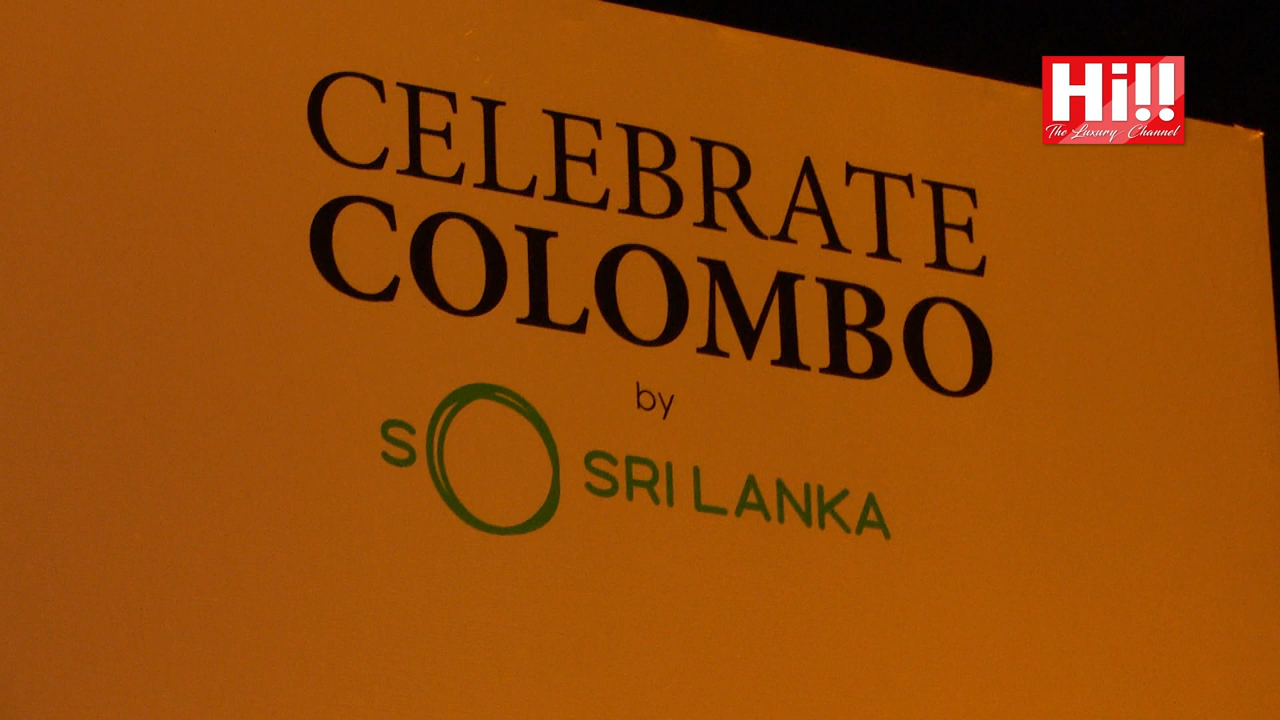 Hi!!
The Luxury Channel
CELEBRATE
COLOMBO
by
SO SRI LANKA